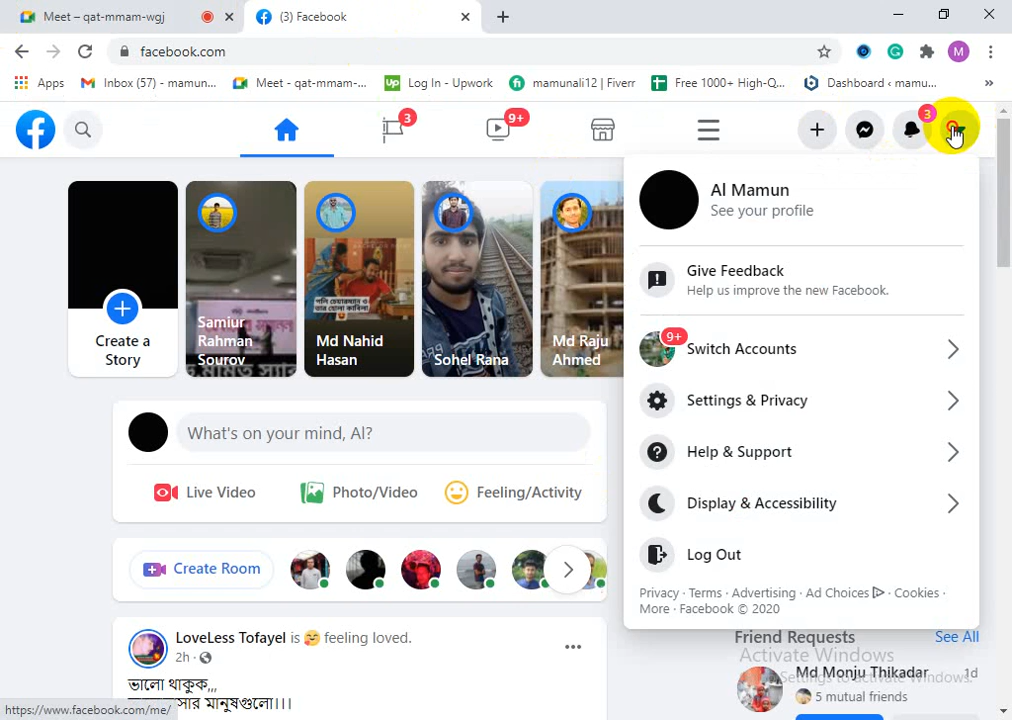 Meet – qat-mmam-wgj
(3) Facebook
facebook.com
M
Apps
Inbox (57) - mamun...
Meet - qat-mmam-...
Log In - Upwork
mamunali12 | Fiverr
Free 1000+ High-Q...
Dashboard ‹ mamu...
»
3
9+
3
Al Mamun
See your profile
Give Feedback
Help us improve the new Facebook.
9+
Switch Accounts
Settings & Privacy
Help & Support
Display & Accessibility
Log Out
Privacy · Terms · Advertising · Ad Choices · Cookies ·
More · Facebook © 2020
Create a
Story
Samiur
Rahman
Sourov
Md Nahid
Hasan
Sohel Rana
Md Raju
Ahmed
What's on your mind, Al?
Live Video
Photo/Video
Feeling/Activity
Create Room
LoveLess Tofayel is 🥰 feeling loved.
2h ·
ভালো থাকুক,,,
মানুষগুলো।।।
Friend Requests
See All
Activate Windows
Settings to activate Windows.
Md Monju Thikadar
1d
5 mutual friends
https://www.facebook.com/me/